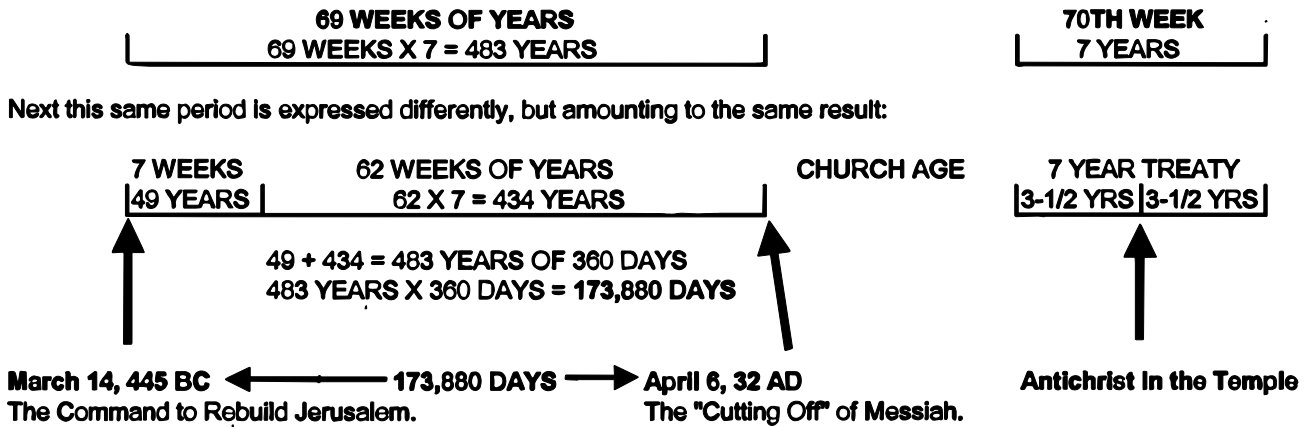 69 WEEKS OF YEARS
69 WEEKS X 7 = 483 YEARS
70TH WEEK
7 YEARS
Next this same period is expressed differently, but amounting to the same result:
7 WEEKS
49 YEARS
62 WEEKS OF YEARS
62 X 7 = 434 YEARS
CHURCH AGE
7 YEAR TREATY
3-1/2 YRS 3-1/2 YRS
49 + 434 = 483 YEARS OF 360 DAYS
483 YEARS X 360 DAYS = 173,880 DAYS
March 14, 445 BC
The Command to Rebuild Jerusalem.
173,880 DAYS
April 6, 32 AD
The "Cutting Off" of Messiah.
Antichrist In the Temple